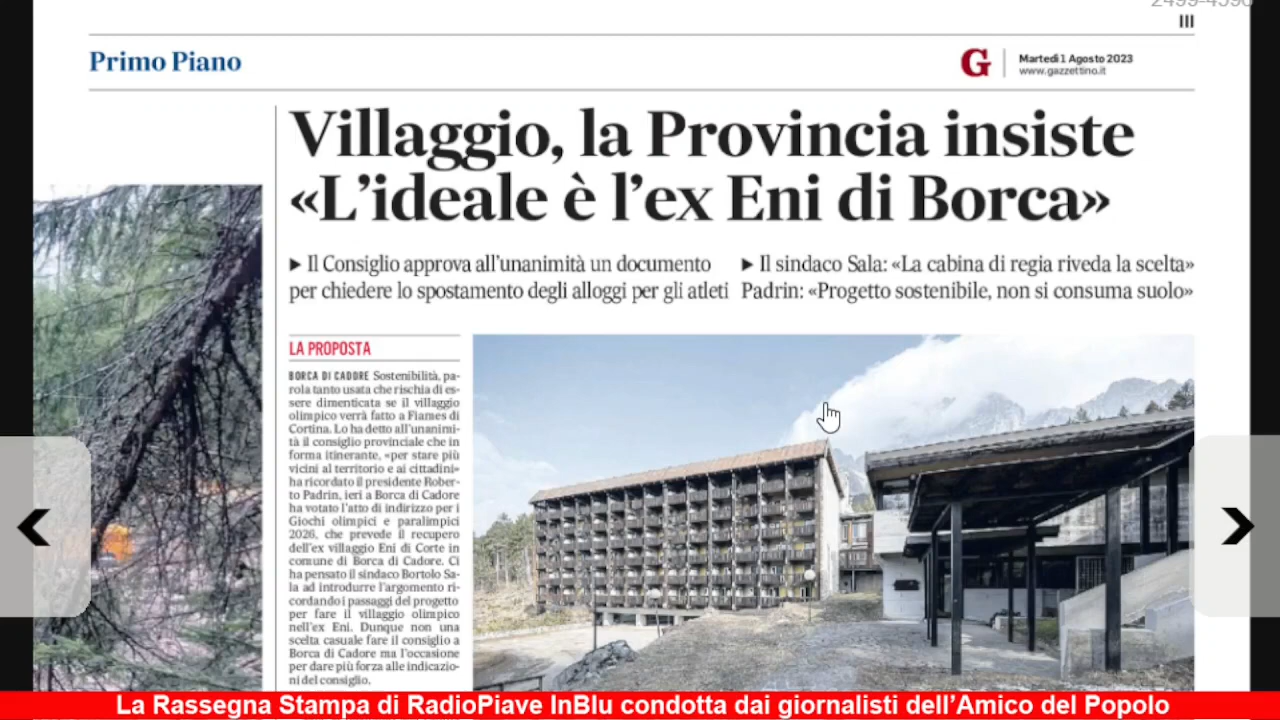 2499-4596
III
Primo Piano
G
Martedì 1 Agosto 2023
www.gazzettino.it
Villaggio, la Provincia insiste
«L'ideale è l'ex Eni di Borca»
►Il Consiglio approva all'unanimità un documento
per chiedere lo spostamento degli alloggi per gli atleti
►Il sindaco Sala: «La cabina di regia riveda la scelta»
Padrin: «Progetto sostenibile, non si consuma suolo»
LA PROPOSTA
BORCA DI CADORE Sostenibilità, pa-
rola tanto usata che rischia di es-
sere dimenticata se il villaggio
olimpico verrà fatto a Fiames di
Cortina. Lo ha detto all'unanimi-
tà il consiglio provinciale che in
forma itinerante, «per stare più
vicini al territorio e ai cittadini»
ha ricordato il presidente Rober-
to Padrin, ieri a Borca di Cadore
ha votato l'atto di indirizzo per i
Giochi olimpici e paralimpici
2026, che prevede il recupero
dell'ex villaggio Eni di Corte in
comune di Borca di Cadore. Ci
ha pensato il sindaco Bortolo Sa-
la ad introdurre l'argomento ri-
cordando i passaggi del progetto
per fare il villaggio olimpico
nell'ex Eni. Dunque non una
scelta casuale fare il consiglio a
Borca di Cadore ma l'occasione
per dare più forza alle indicazio-
ni del consiglio.
La Rassegna Stampa di RadioPiave InBlu condotta dai giornalisti dell'Amico del Popolo